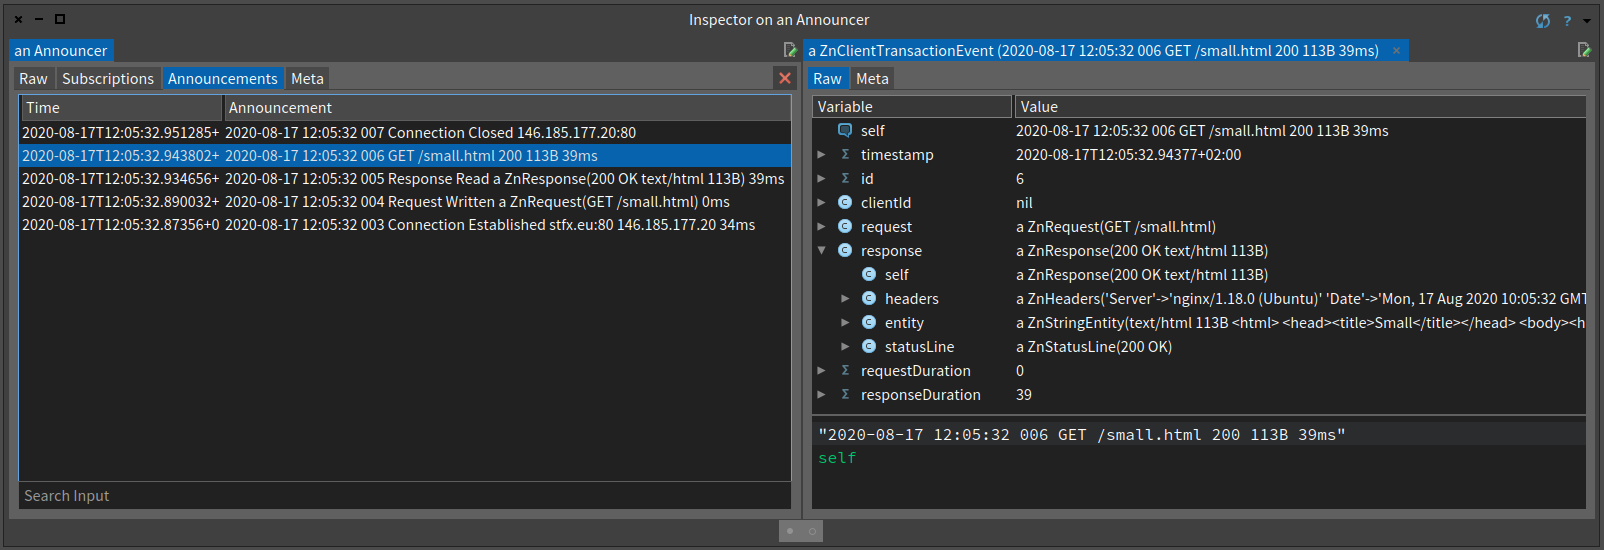 Inspector on an Announcer
?
an Announcer
Raw Subscriptions Announcements Meta
Time Announcement
2020-08-17T12:05:32.951285+ 2020-08-17 12:05:32 007 Connection Closed 146.185.177.20:80
2020-08-17T12:05:32.943802+ 2020-08-17 12:05:32 006 GET /small.html 200 113B 39ms
2020-08-17T12:05:32.934656+ 2020-08-17 12:05:32 005 Response Read a ZnResponse(200 OK text/html 113B) 39ms
2020-08-17T12:05:32.890032+ 2020-08-17 12:05:32 004 Request Written a ZnRequest(GET /small.html) 0ms
2020-08-17T12:05:32.87356+0 2020-08-17 12:05:32 003 Connection Established stfx.eu:80 146.185.177.20 34ms
Search Input
a ZnClientTransactionEvent (2020-08-17 12:05:32 006 GET /small.html 200 113B 39ms) ×
Raw Meta
Variable Value
self 2020-08-17 12:05:32 006 GET /small.html 200 113B 39ms
Σ timestamp 2020-08-17T12:05:32.94377+02:00
Σ id 6
C clientId nil
C request a ZnRequest(GET /small.html)
C response a ZnResponse(200 OK text/html 113B)
C self a ZnResponse(200 OK text/html 113B)
C headers a ZnHeaders('Server'->'nginx/1.18.0 (Ubuntu)' 'Date'->'Mon, 17 Aug 2020 10:05:32 GMT
C entity a ZnStringEntity(text/html 113B <html> <head><title>Small</title></head> <body><h
C statusLine a ZnStatusLine(200 OK)
Σ requestDuration 0
Σ responseDuration 39
"2020-08-17 12:05:32 006 GET /small.html 200 113B 39ms"
self